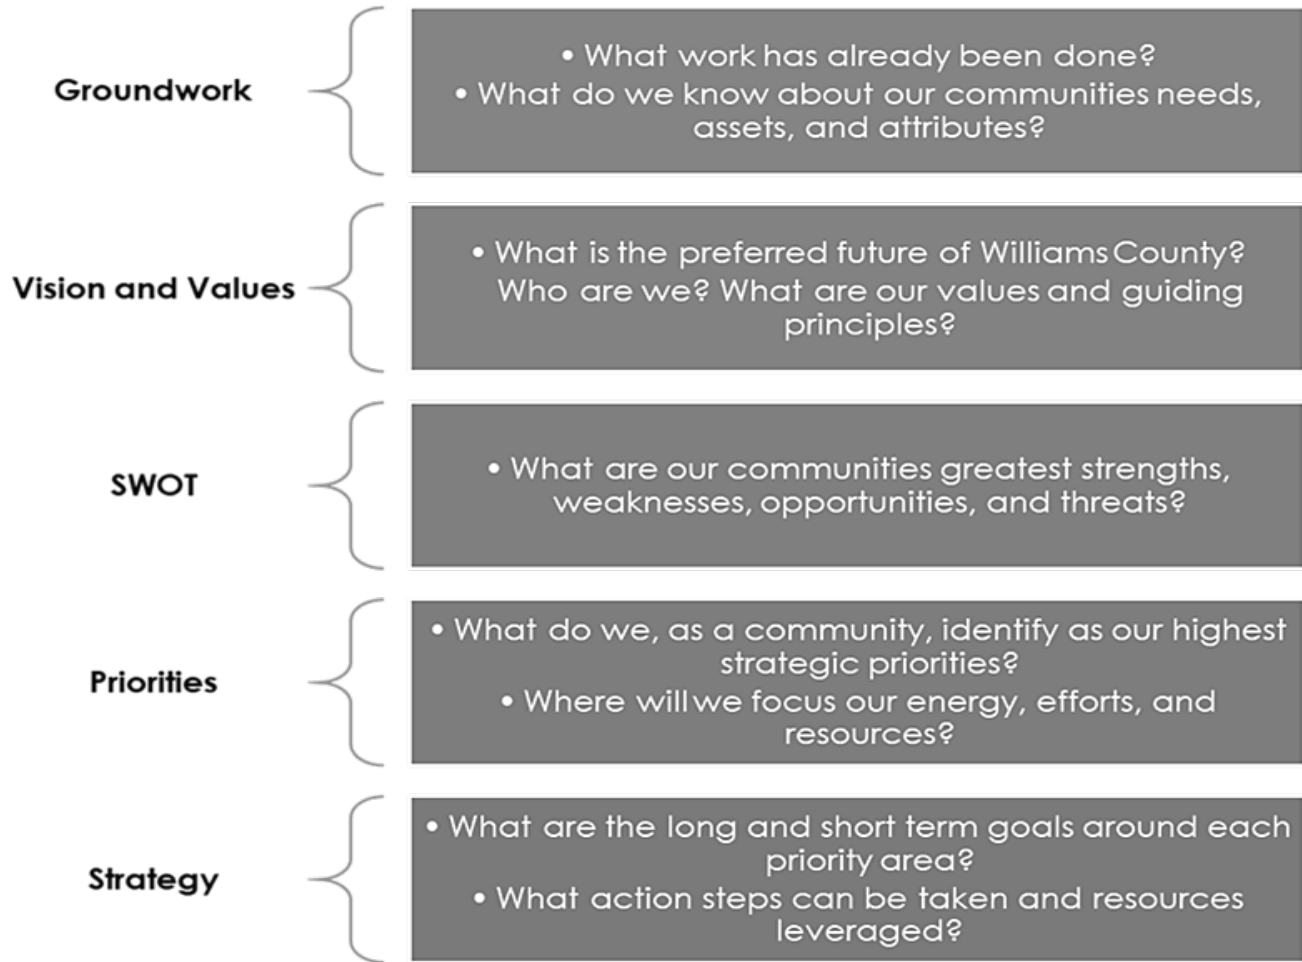 Groundwork
• What work has already been done?
• What do we know about our communities needs,
assets, and attributes?
Vision and Values
• What is the preferred future of Williams County?
Who are we? What are our values and guiding
principles?
SWOT
• What are our communities greatest strengths,
weaknesses, opportunities, and threats?
Priorities
• What do we, as a community, identify as our highest
strategic priorities?
• Where will we focus our energy, efforts, and
resources?
Strategy
• What are the long and short term goals around each
priority area?
• What action steps can be taken and resources
leveraged?